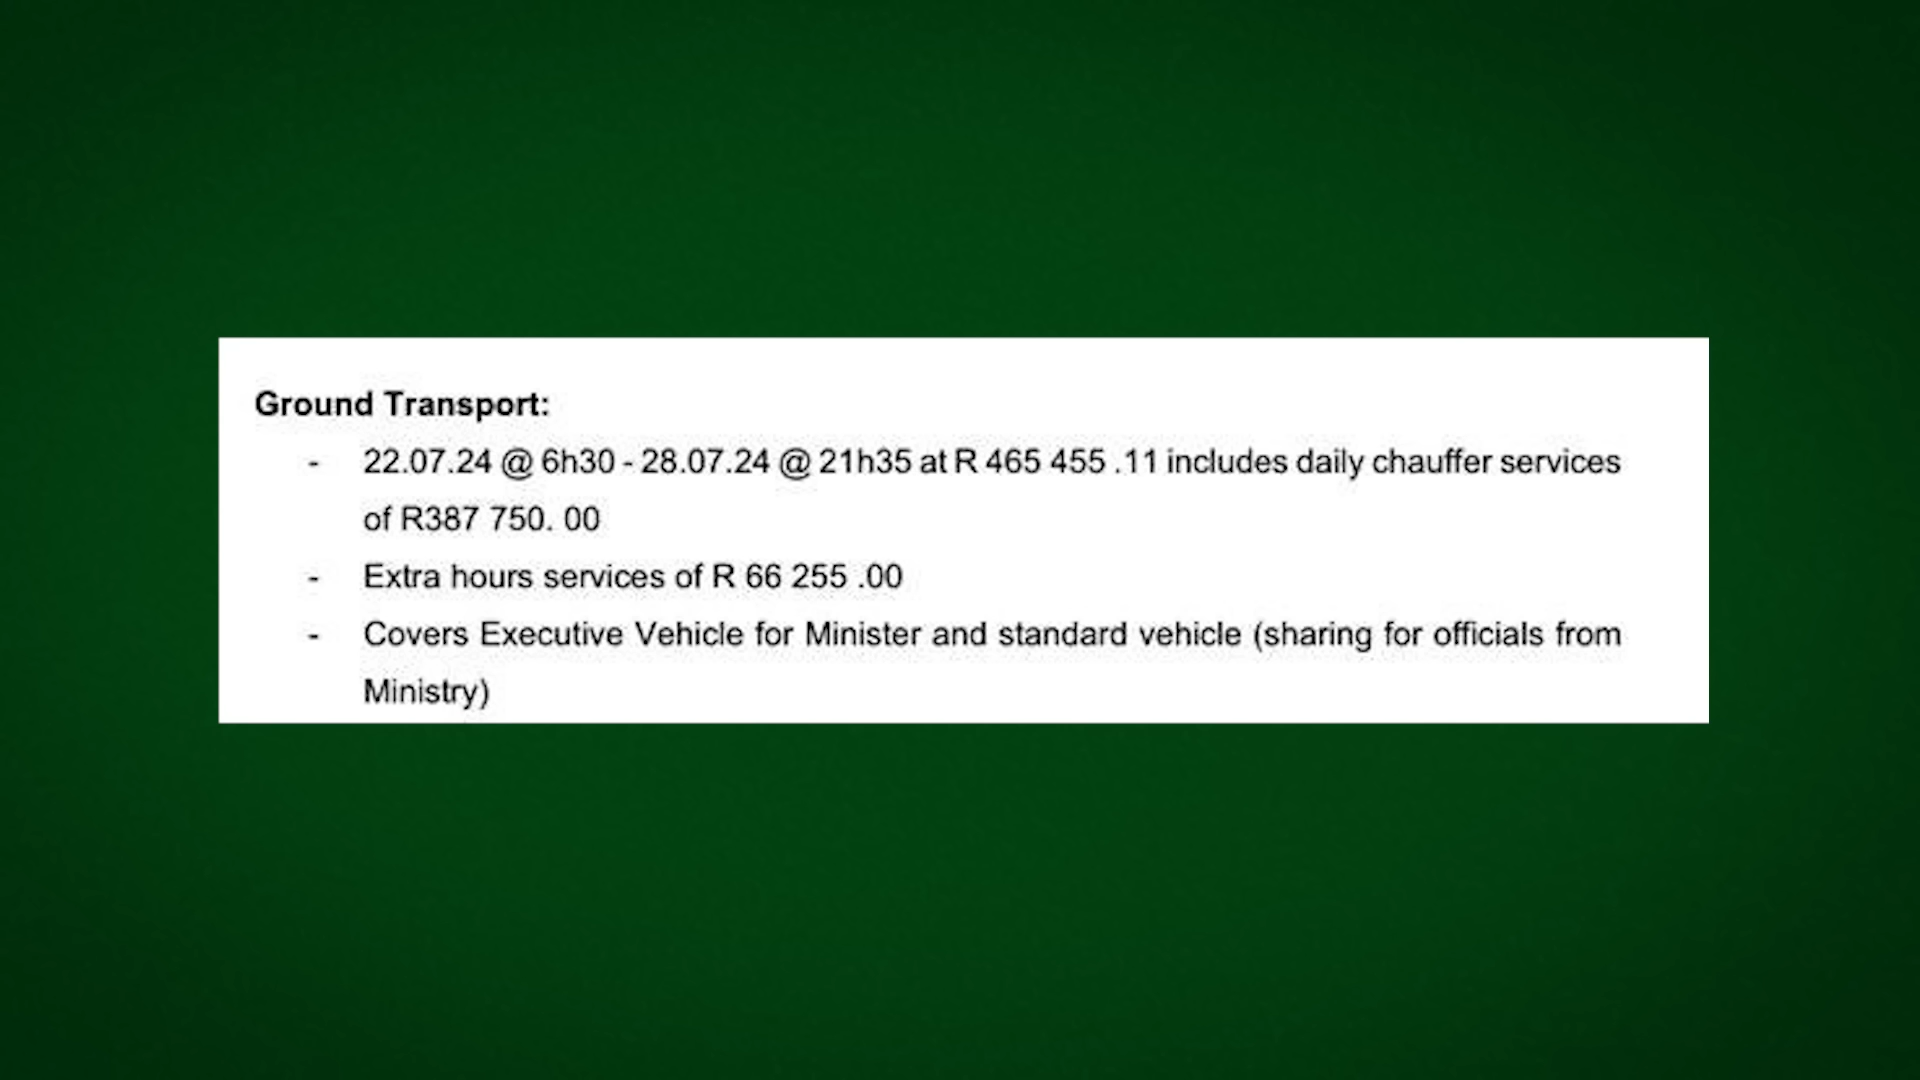 Ground Transport:
- 22.07.24 @ 6h30 - 28.07.24 @ 21h35 at R 465 455 .11 includes daily chauffer services
of R387 750. 00
- Extra hours services of R 66 255 .00
- Covers Executive Vehicle for Minister and standard vehicle (sharing for officials from
Ministry)